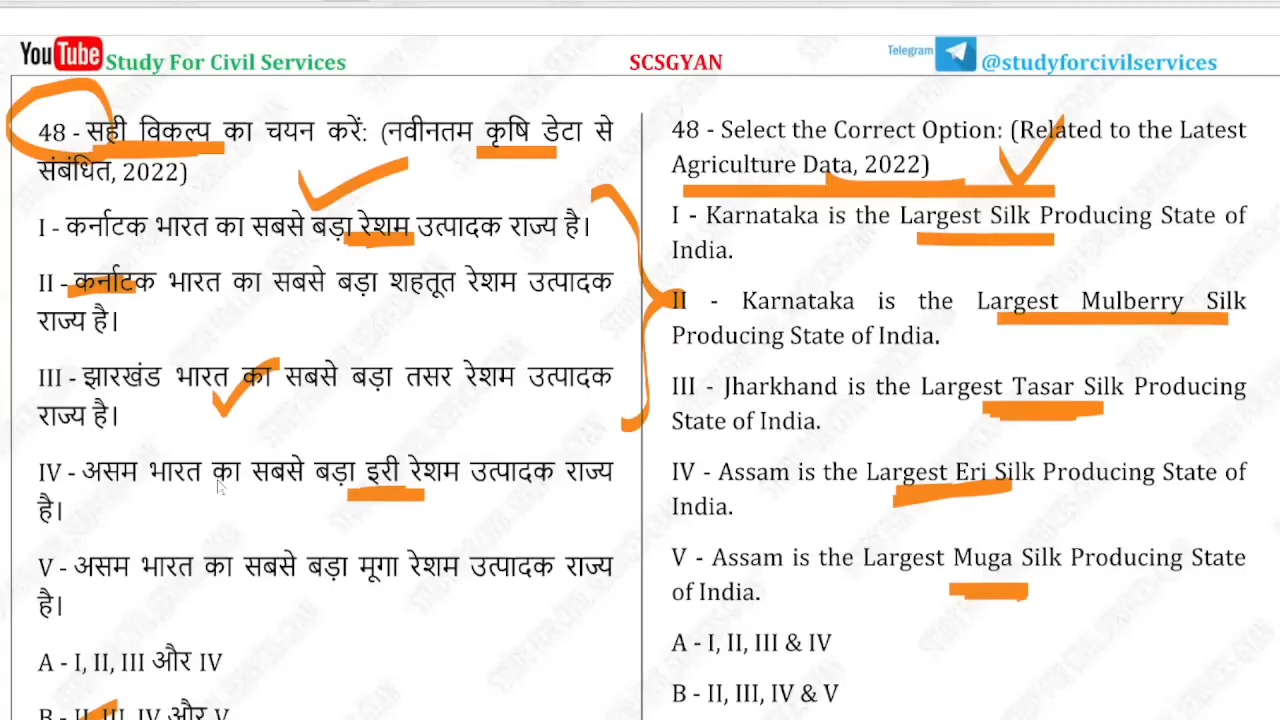 YouTube Study For Civil Services SCSGYAN Telegram @studyforcivilservices
48 - सही विकल्प का चयन करें: (नवीनतम कृषि डेटा से
संबंधित, 2022)
I - कर्नाटक भारत का सबसे बड़ा रेशम उत्पादक राज्य है।
II - कर्नाटक भारत का सबसे बड़ा शहतूत रेशम उत्पादक
राज्य है।
III - झारखंड भारत का सबसे बड़ा तसर रेशम उत्पादक
राज्य है।
IV - असम भारत का सबसे बड़ा इरी रेशम उत्पादक राज्य
है।
V - असम भारत का सबसे बड़ा मूगा रेशम उत्पादक राज्य
है।
A - I, II, III और IV
B - II, III, IV और V
48 - Select the Correct Option: (Related to the Latest
Agriculture Data, 2022)
I - Karnataka is the Largest Silk Producing State of
India.
II - Karnataka is the Largest Mulberry Silk
Producing State of India.
III - Jharkhand is the Largest Tasar Silk Producing
State of India.
IV - Assam is the Largest Eri Silk Producing State of
India.
V - Assam is the Largest Muga Silk Producing State
of India.
A - I, II, III & IV
B - II, III, IV & V